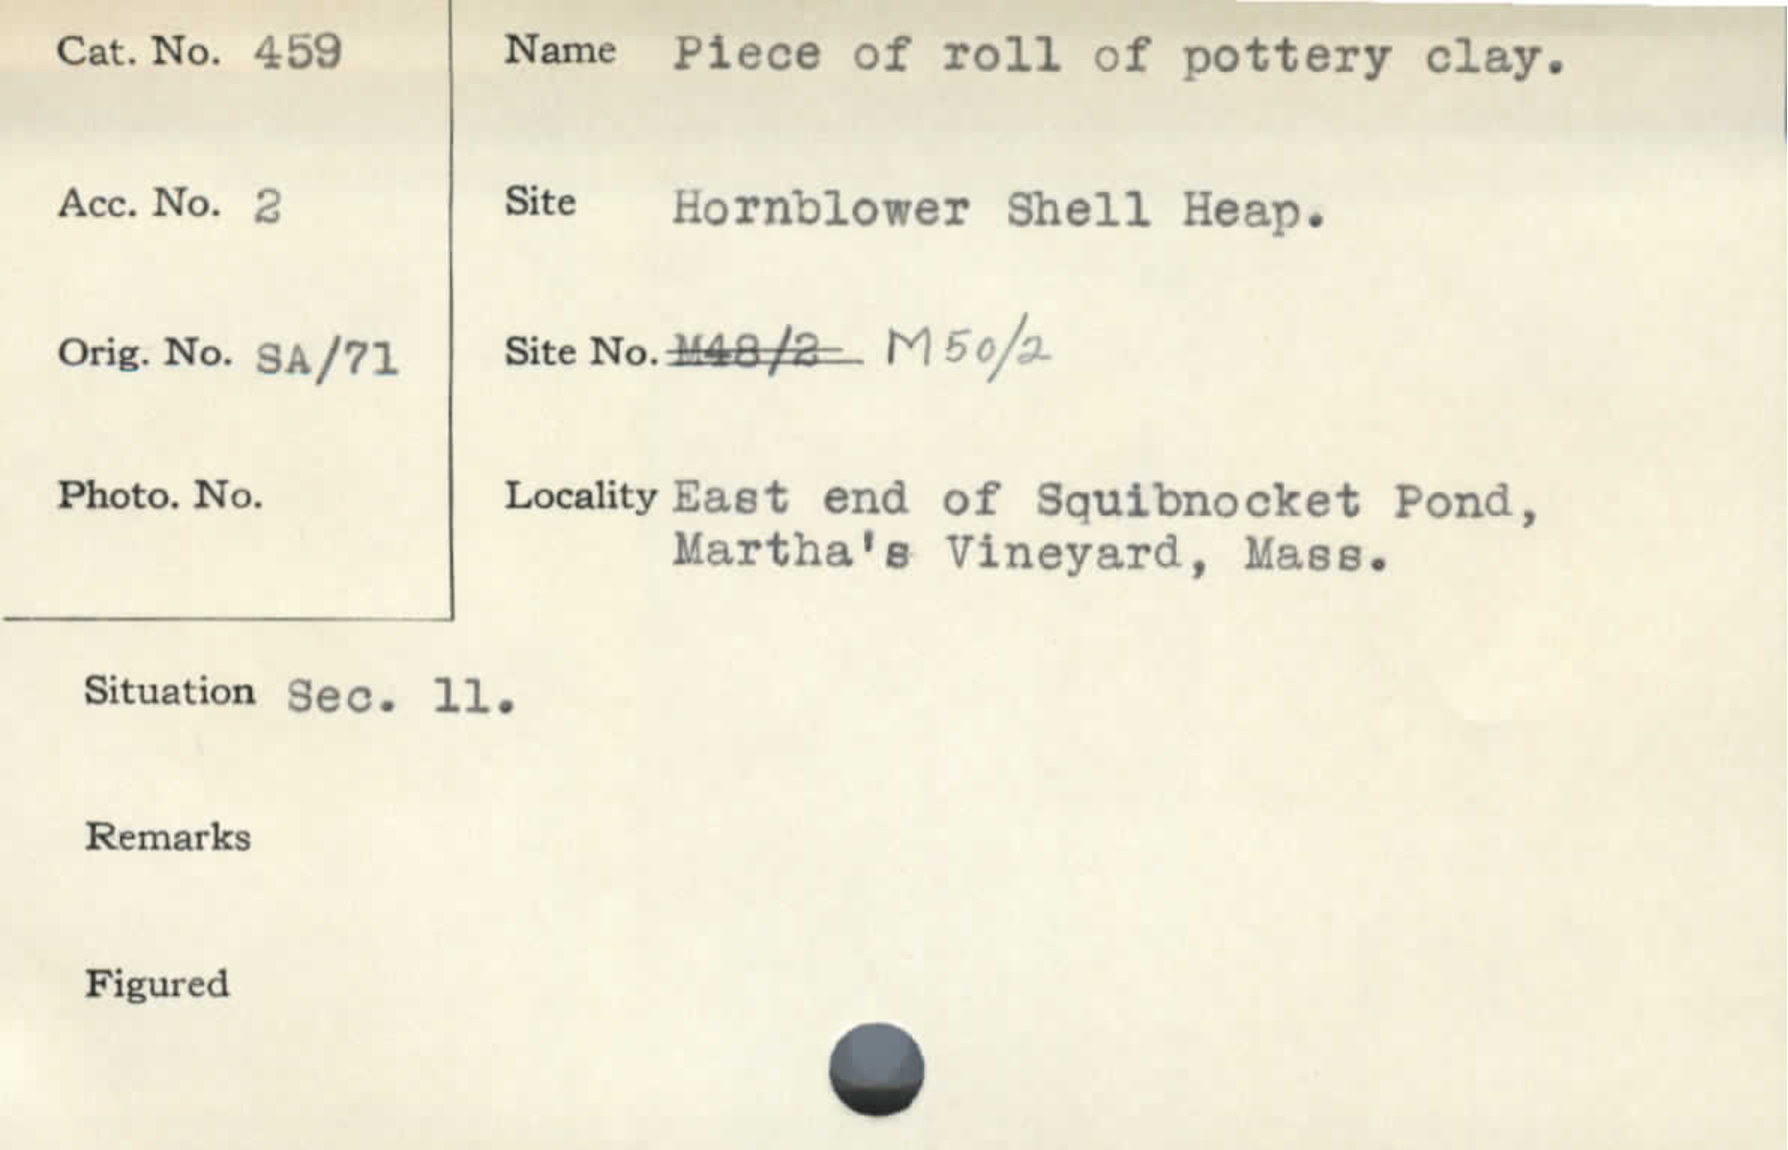 Cat. No. 459
Name Piece of roll of pottery clay.
Acc. No. 2
Site Hornblower Shell Heap.
Orig. No. SA/71
Site No. M48/2 M50/2
Photo. No.
Locality East end of Squibnocket Pond,
Martha's Vineyard, Mass.
Situation Sec. 11.
Remarks
Figured